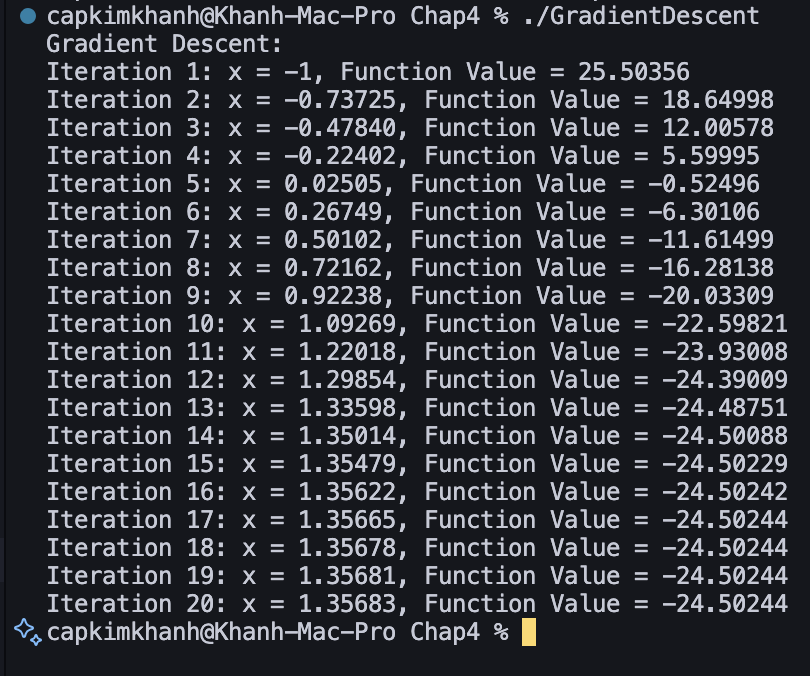 capkimkhanh@Khanh-Mac-Pro Chap4 % ./GradientDescent
Gradient Descent:
Iteration 1: x = -1, Function Value = 25.50356
Iteration 2: x = -0.73725, Function Value = 18.64998
Iteration 3: x = -0.47840, Function Value = 12.00578
Iteration 4: x = -0.22402, Function Value = 5.59995
Iteration 5: x = 0.02505, Function Value = -0.52496
Iteration 6: x = 0.26749, Function Value = -6.30106
Iteration 7: x = 0.50102, Function Value = -11.61499
Iteration 8: x = 0.72162, Function Value = -16.28138
Iteration 9: x = 0.92238, Function Value = -20.03309
Iteration 10: x = 1.09269, Function Value = -22.59821
Iteration 11: x = 1.22018, Function Value = -23.93008
Iteration 12: x = 1.29854, Function Value = -24.39009
Iteration 13: x = 1.33598, Function Value = -24.48751
Iteration 14: x = 1.35014, Function Value = -24.50088
Iteration 15: x = 1.35479, Function Value = -24.50229
Iteration 16: x = 1.35622, Function Value = -24.50242
Iteration 17: x = 1.35665, Function Value = -24.50244
Iteration 18: x = 1.35678, Function Value = -24.50244
Iteration 19: x = 1.35681, Function Value = -24.50244
Iteration 20: x = 1.35683, Function Value = -24.50244
capkimkhanh@Khanh-Mac-Pro Chap4 %